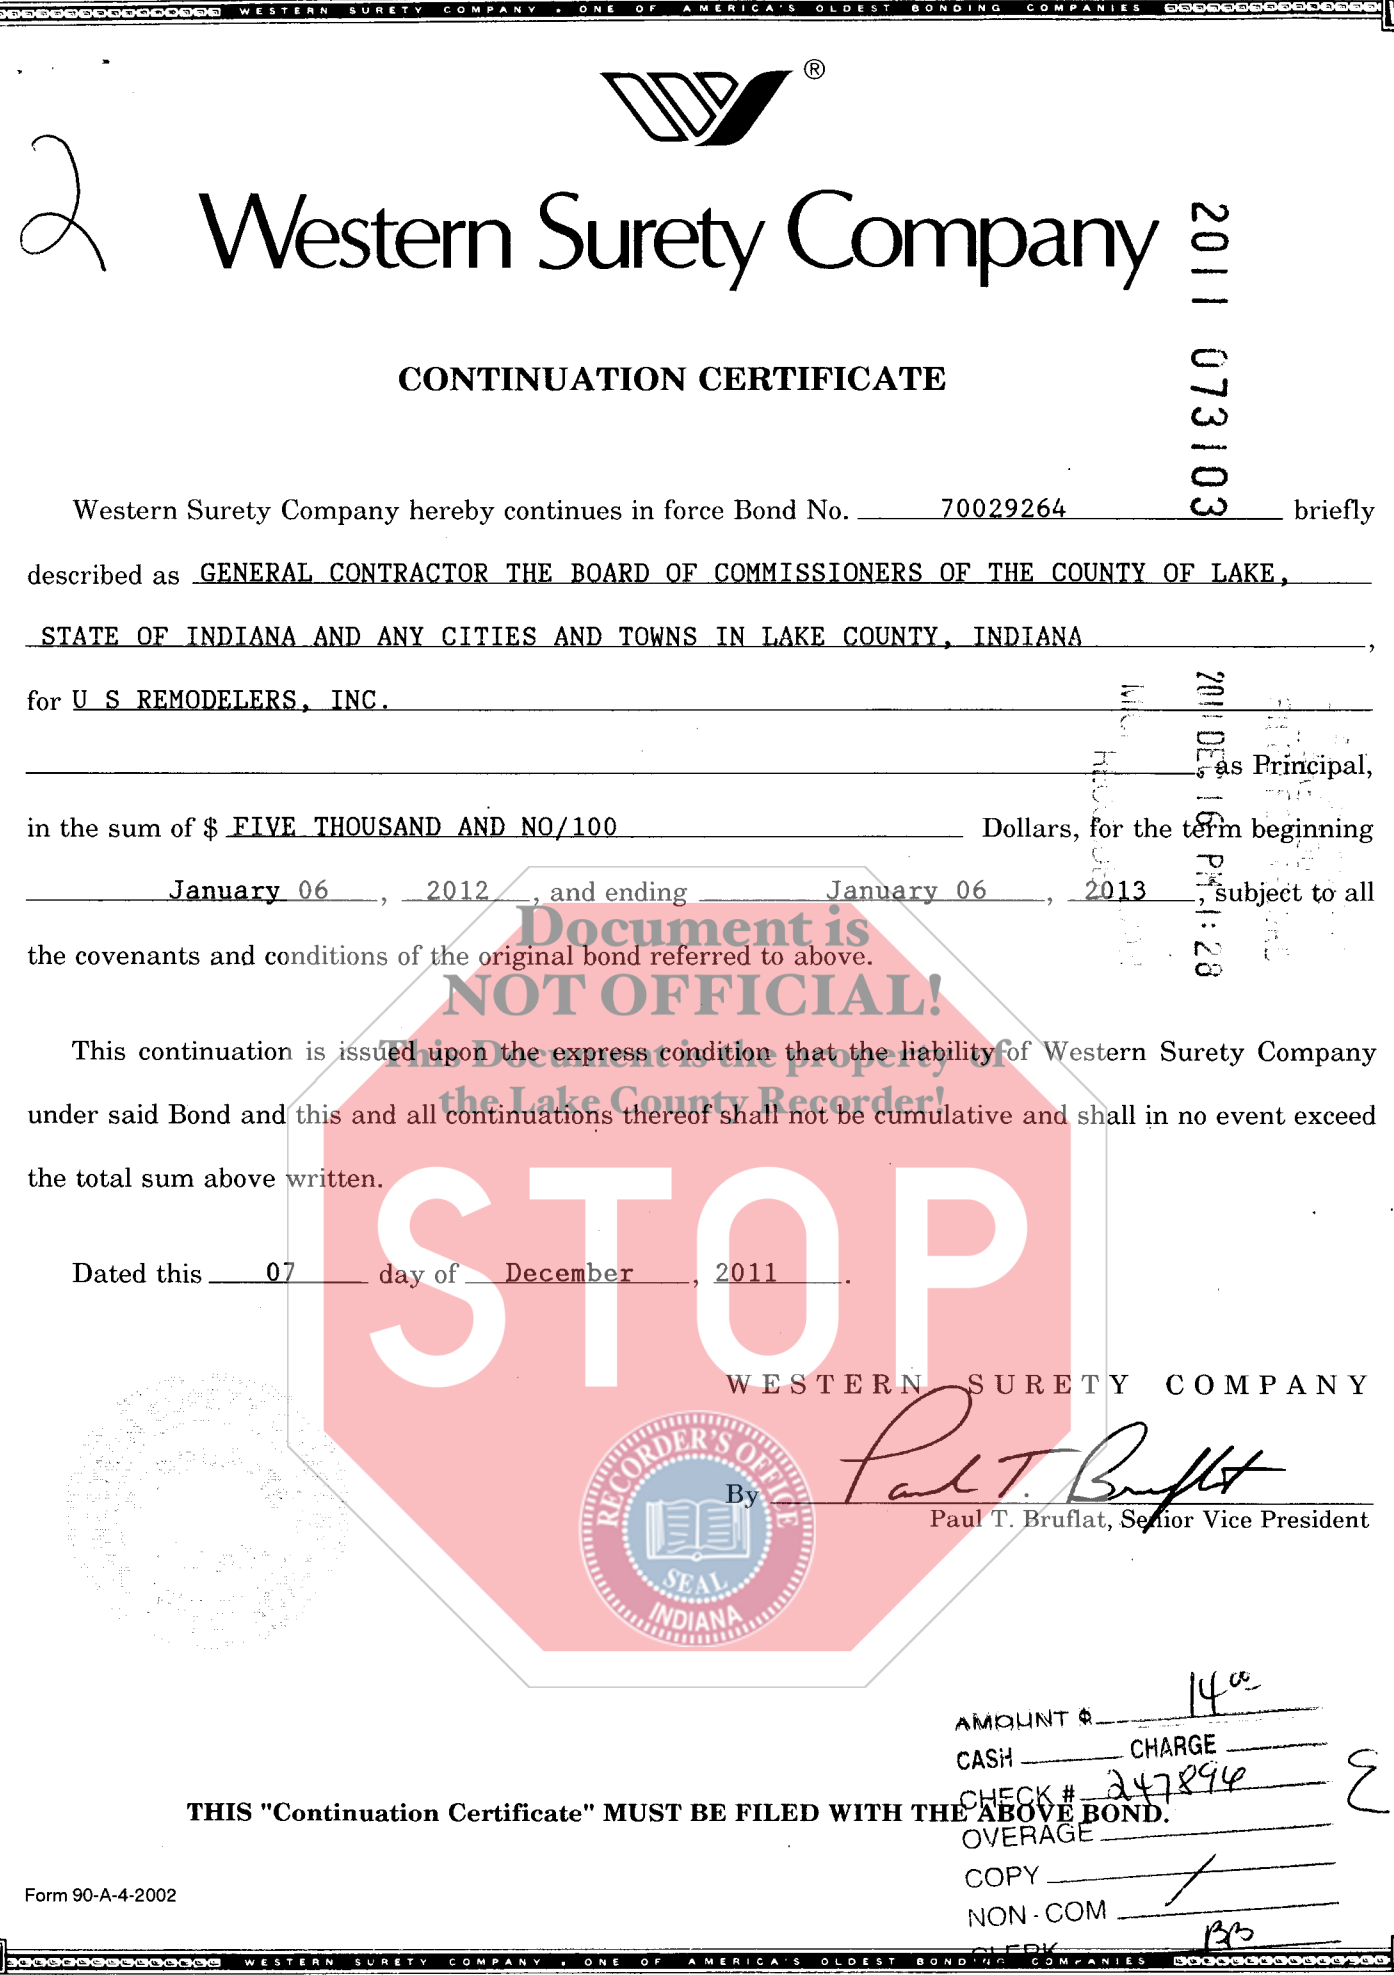 WESTERN SURETY COMPANY • ONE OF AMERICA'S OLDEST BONDING COMPANIES
®
2
Western Surety Company
2011 073103
CONTINUATION CERTIFICATE
Western Surety Company hereby continues in force Bond No. 70029264 briefly
described as GENERAL CONTRACTOR THE BOARD OF COMMISSIONERS OF THE COUNTY OF LAKE,
STATE OF INDIANA AND ANY CITIES AND TOWNS IN LAKE COUNTY, INDIANA,
for U S REMODELERS, INC.
, as Principal,
2011 DEC 16 PM 1:28
in the sum of $ FIVE THOUSAND AND NO/100 Dollars, for the term beginning
January 06, 2012, and ending January 06, 2013, subject to all
the covenants and conditions of the original bond referred to above.
Document is
NOT OFFICIAL!
This Document is the property of
the Lake County Recorder!
This continuation is issued upon the express condition that the liability of Western Surety Company
under said Bond and this and all continuations thereof shall not be cumulative and shall in no event exceed
the total sum above written.
STOP
Dated this 07 day of December, 2011.
WESTERN SURETY COMPANY
By Paul T. Bruflat
Paul T. Bruflat, Senior Vice President
RECORDER'S OFFICE
SEAL
INDIANA
AMOUNT $ 14.00
CASH CHARGE
CHECK # 247894
THIS "Continuation Certificate" MUST BE FILED WITH THE ABOVE BOND.
OVERAGE
COPY
NON-COM
CLERK BB
E
Form 90-A-4-2002
WESTERN SURETY COMPANY • ONE OF AMERICA'S OLDEST BONDING COMPANIES